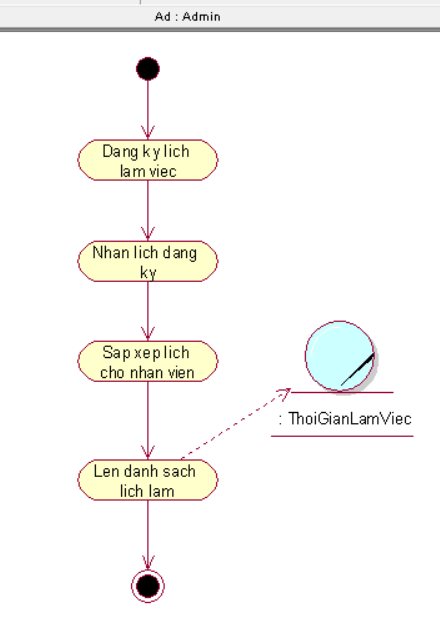 Ad : Admin
Dang ky lich
lam viec
Nhan lich dang
ky
Sap xep lich
cho nhan vien
: ThoiGianLamViec
Len danh sach
lich lam